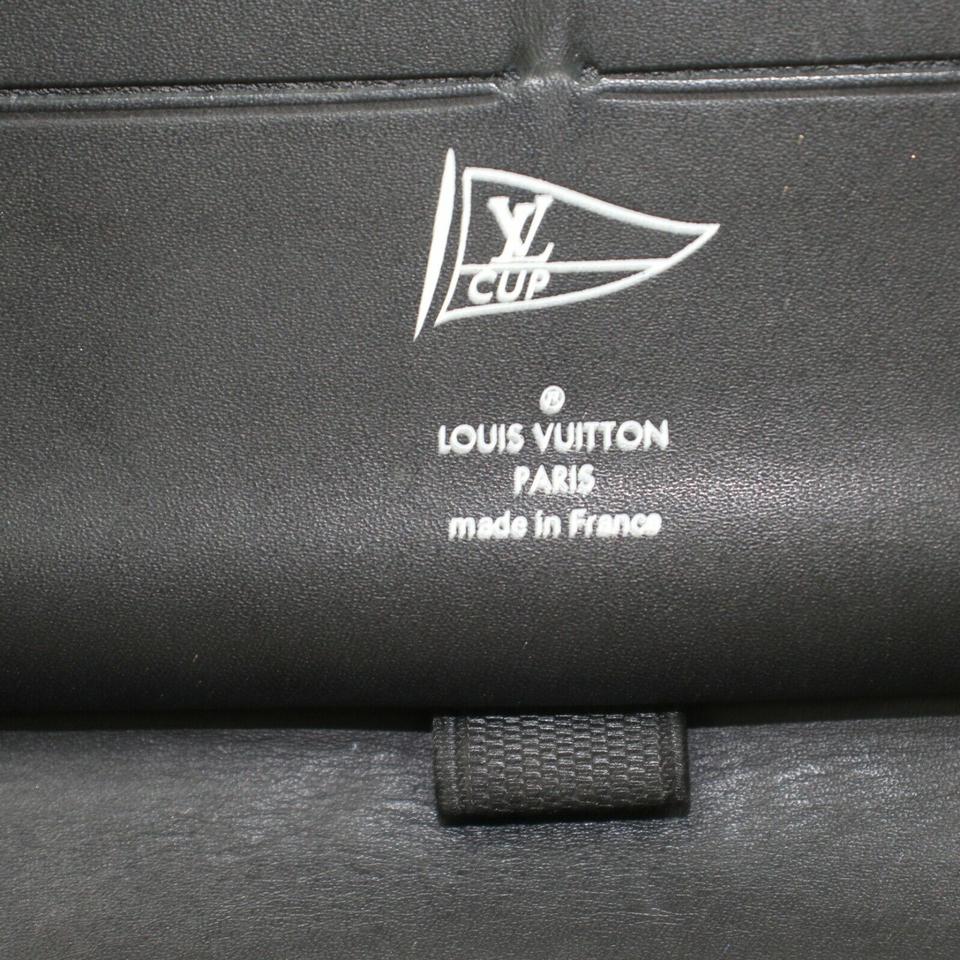 LV
CUP
®
LOUIS VUITTON
PARIS
made in France